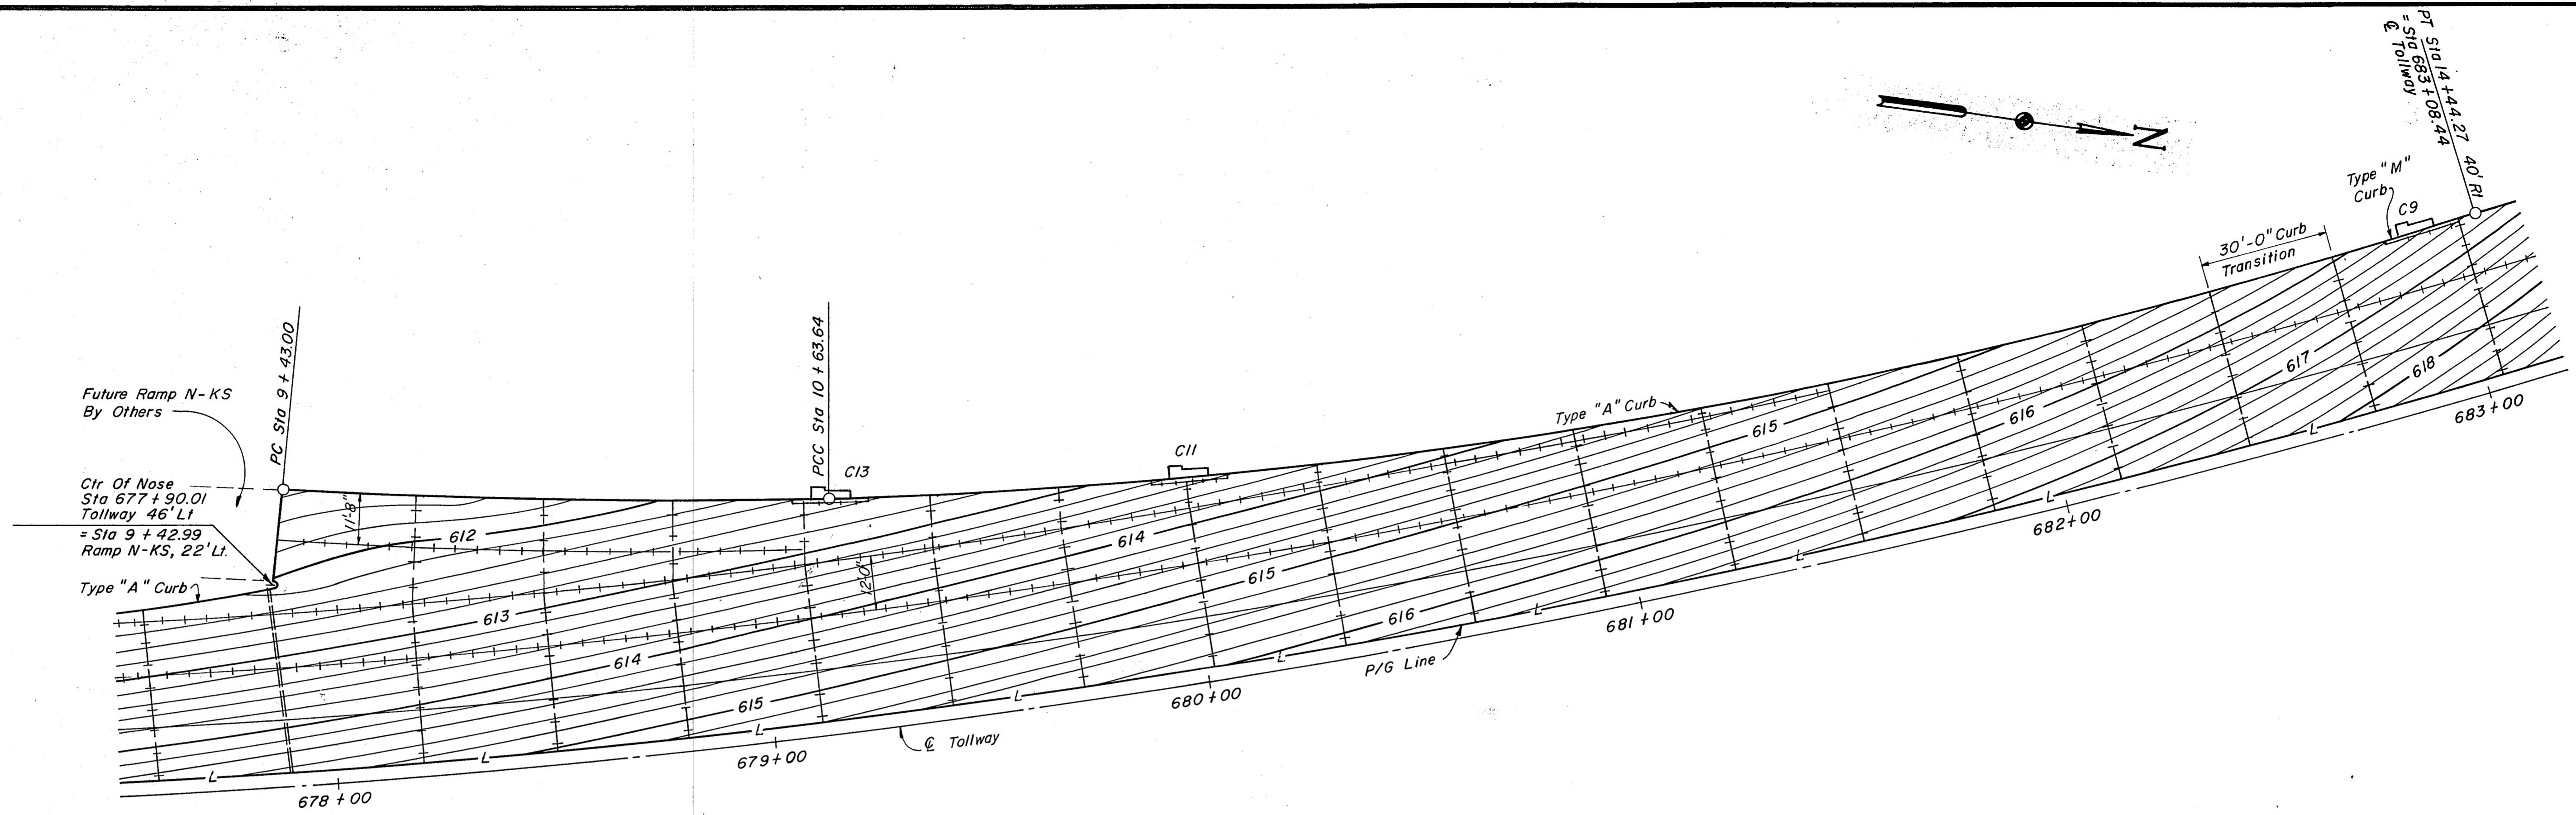 PT Sta 14+44.27 40' Rt
= Sta 683+08.44
℄ Tollway
N
Type "M"
Curb
C9
30'-0" Curb
Transition
617
618
683+00
PC Sta 9+43.00
PCC Sta 10+63.64
Future Ramp N-KS
By Others
Ctr Of Nose
Sta 677+90.01
Tollway 46' Lt
= Sta 9+42.99
Ramp N-KS, 22' Lt.
Type "A" Curb
11'-8"
612
C13
C11
Type "A" Curb
615
616
682+00
614
615
12'-0"
613
614
616
681+00
P/G Line
615
680+00
℄ Tollway
679+00
678+00
L
L
L
L
L
L
L
L
L